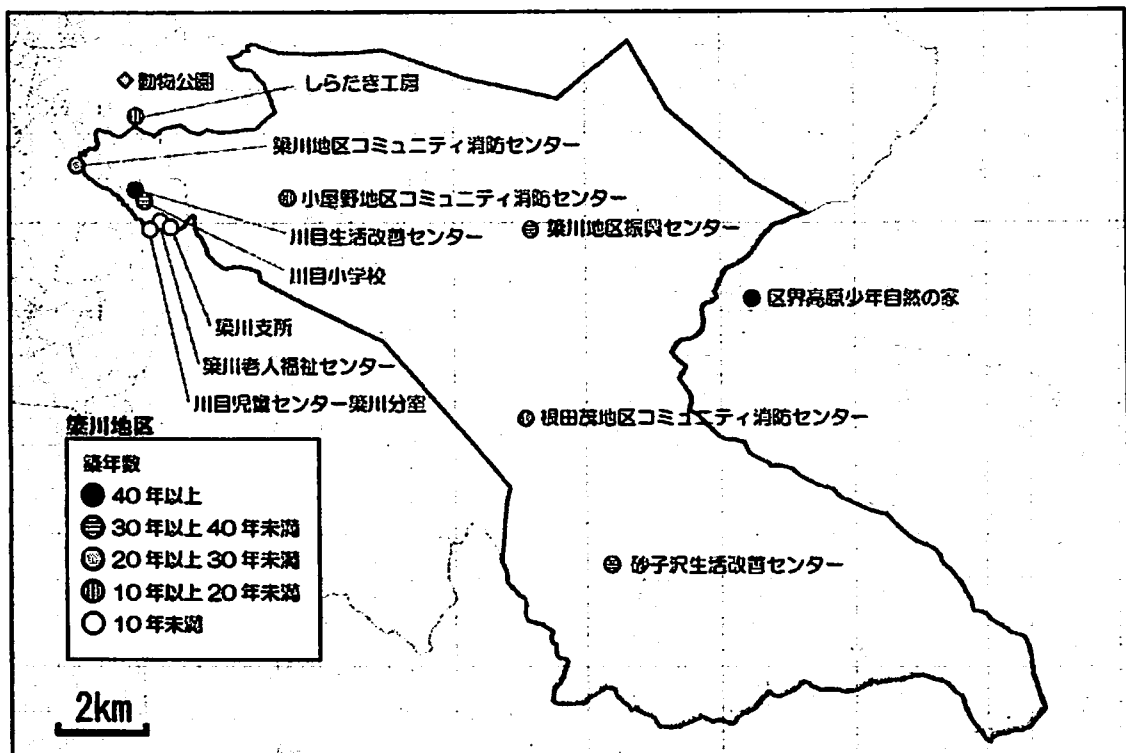 動物公園
しらたき工房
簗川地区コミュニティ消防センター
小屋野地区コミュニティ消防センター
簗川地区振興センター
川目生活改善センター
川目小学校
区界高原少年自然の家
簗川支所
簗川老人福祉センター
川目児童センター簗川分室
根田茂地区コミュニティ消防センター
簗川地区
築年数
40年以上
30年以上40年未満
20年以上30年未満
10年以上20年未満
10年未満
砂子沢生活改善センター
2km